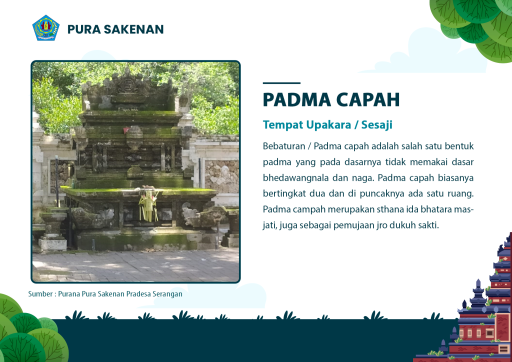 PURA SAKENAN
PADMA CAPAH
Tempat Upakara / Sesaji
Bebaturan / Padma capah adalah salah satu bentuk
padma yang pada dasarnya tidak memakai dasar
bhedawangnala dan naga. Padma capah biasanya
bertingkat dua dan di puncaknya ada satu ruang.
Padma campah merupakan sthana ida bhatara mas-
jati, juga sebagai pemujaan jro dukuh sakti.
Sumber : Purana Pura Sakenan Pradesa Serangan